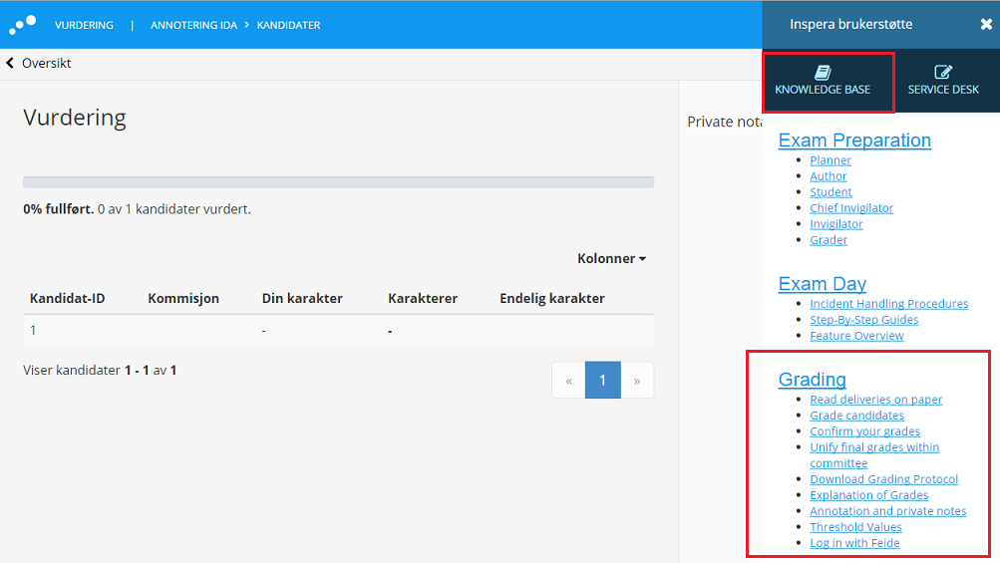 VURDERING | ANNOTERING IDA > KANDIDATER
Inspera brukerstøtte
Oversikt
KNOWLEDGE BASE
SERVICE DESK
Vurdering
Private
0% fullført. 0 av 1 kandidater vurdert.
Kolonner
Kandidat-ID Kommisjon Din karakter Karakterer Endelig karakter
1 - -
Viser kandidater 1 - 1 av 1
« 1 »
Exam Preparation
Planner
Author
Student
Chief Invigilator
Invigilator
Grader
Exam Day
Incident Handling Procedures
Step-By-Step Guides
Feature Overview
Grading
Read deliveries on paper
Grade candidates
Confirm your grades
Unify final grades within
committee
Download Grading Protocol
Explanation of Grades
Annotation and private notes
Threshold Values
Log in with Feide